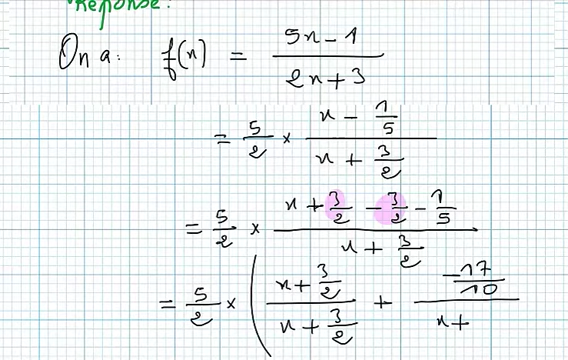 Réponse:
On a: f(x) = (5x - 1)/(2x + 3)
= 5/2 × (x - 1/5)/(x + 3/2)
= 5/2 × (x + 3/2 - 3/2 - 1/5)/(x + 3/2)
= 5/2 × ( (x + 3/2)/(x + 3/2) + (-17/10)/(x +